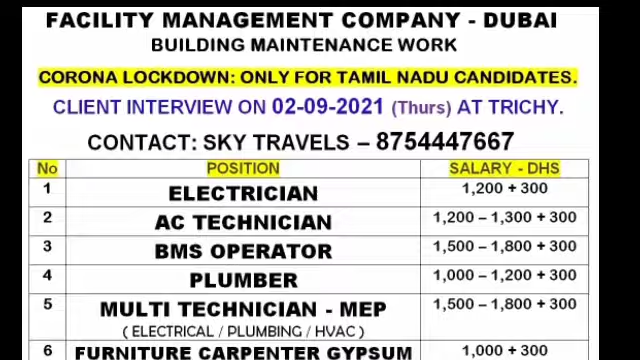 FACILITY MANAGEMENT COMPANY - DUBAI
BUILDING MAINTENANCE WORK
CORONA LOCKDOWN: ONLY FOR TAMIL NADU CANDIDATES.
CLIENT INTERVIEW ON 02-09-2021 (Thurs) AT TRICHY.
CONTACT: SKY TRAVELS – 8754447667
No POSITION SALARY - DHS
1 ELECTRICIAN 1,200 + 300
2 AC TECHNICIAN 1,200 – 1,300 + 300
3 BMS OPERATOR 1,500 – 1,800 + 300
4 PLUMBER 1,000 – 1,200 + 300
5 MULTI TECHNICIAN - MEP 1,500 – 1,800 + 300
( ELECTRICAL / PLUMBING / HVAC )
6 FURNITURE CARPENTER GYPSUM 1,000 + 300